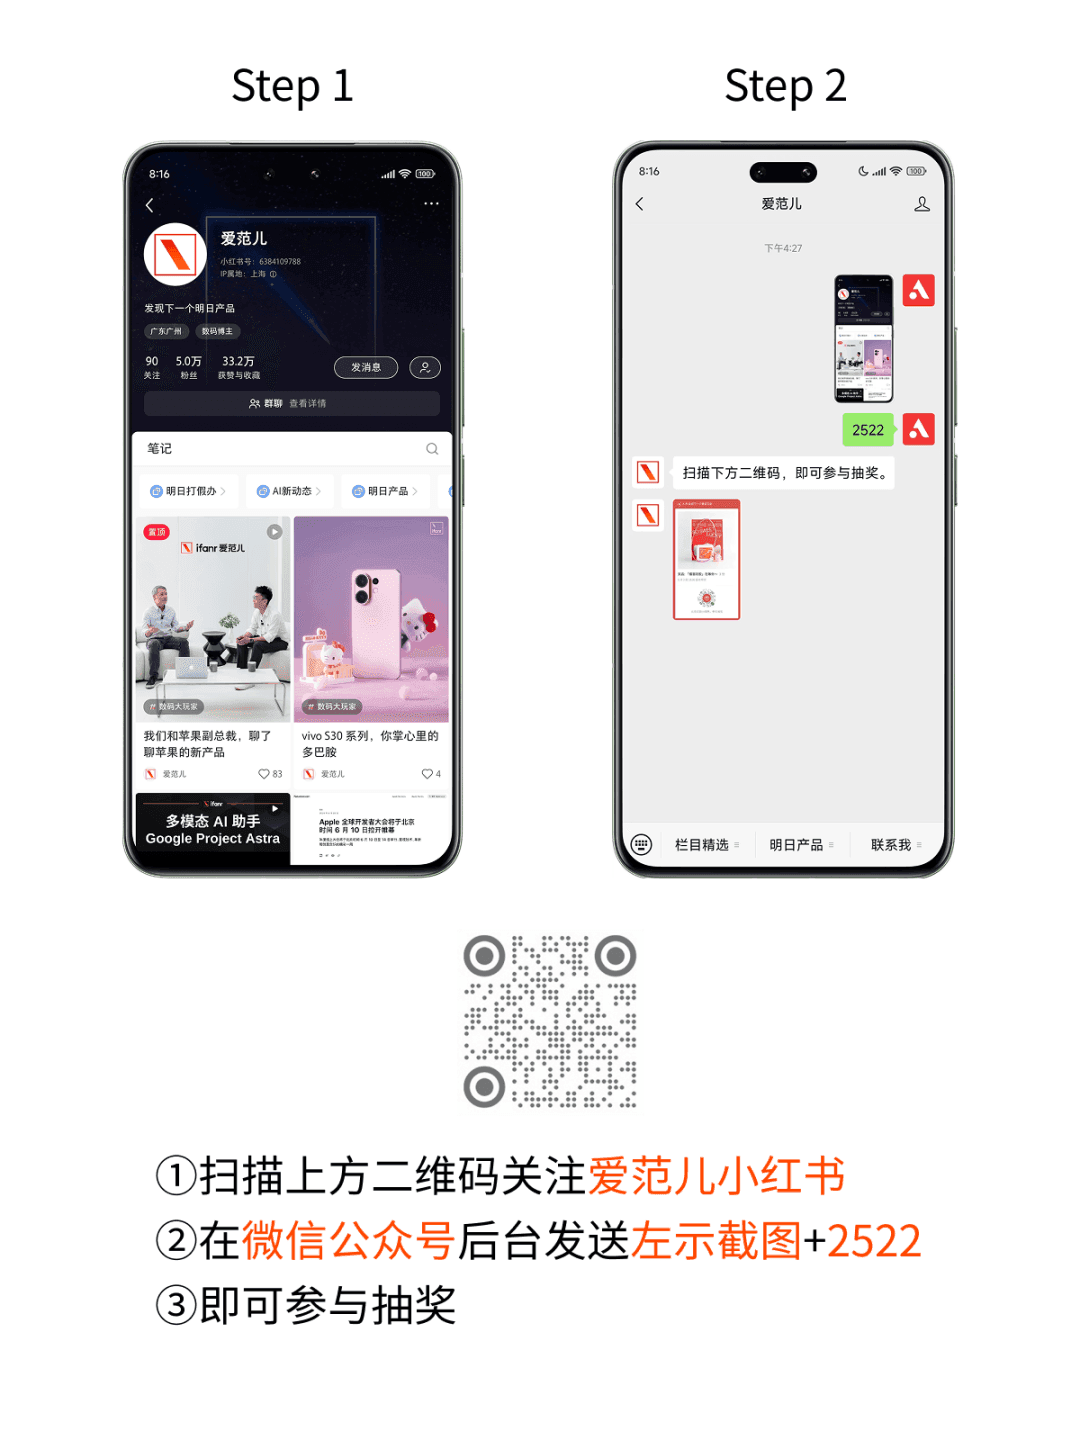 Step 1
Step 2
8:16
100
爱范儿
小红书号：6384109788
IP属地：上海
发现下一个明日产品
广东广州
数码博主
90
5.0万
33.2万
关注
粉丝
获赞与收藏
发消息
群聊 查看详情
笔记
明日打假办
AI新动态
明日产品
置顶
ifanr 爱范儿
# 数码大玩家
我们和苹果副总裁，聊了
聊苹果的新产品
爱范儿
83
ifanr
# 数码大玩家
vivo S30 系列，你掌心里的
多巴胺
爱范儿
4
ifanr
多模态 AI 助手
Google Project Astra
Apple 全球开发者大会将于北京
时间 6 月 10 日拉开帷幕
8:16
100
爱范儿
下午4:27
2522
扫描下方二维码，即可参与抽奖。
栏目精选
明日产品
联系我
①扫描上方二维码关注爱范儿小红书
②在微信公众号后台发送左示截图+2522
③即可参与抽奖